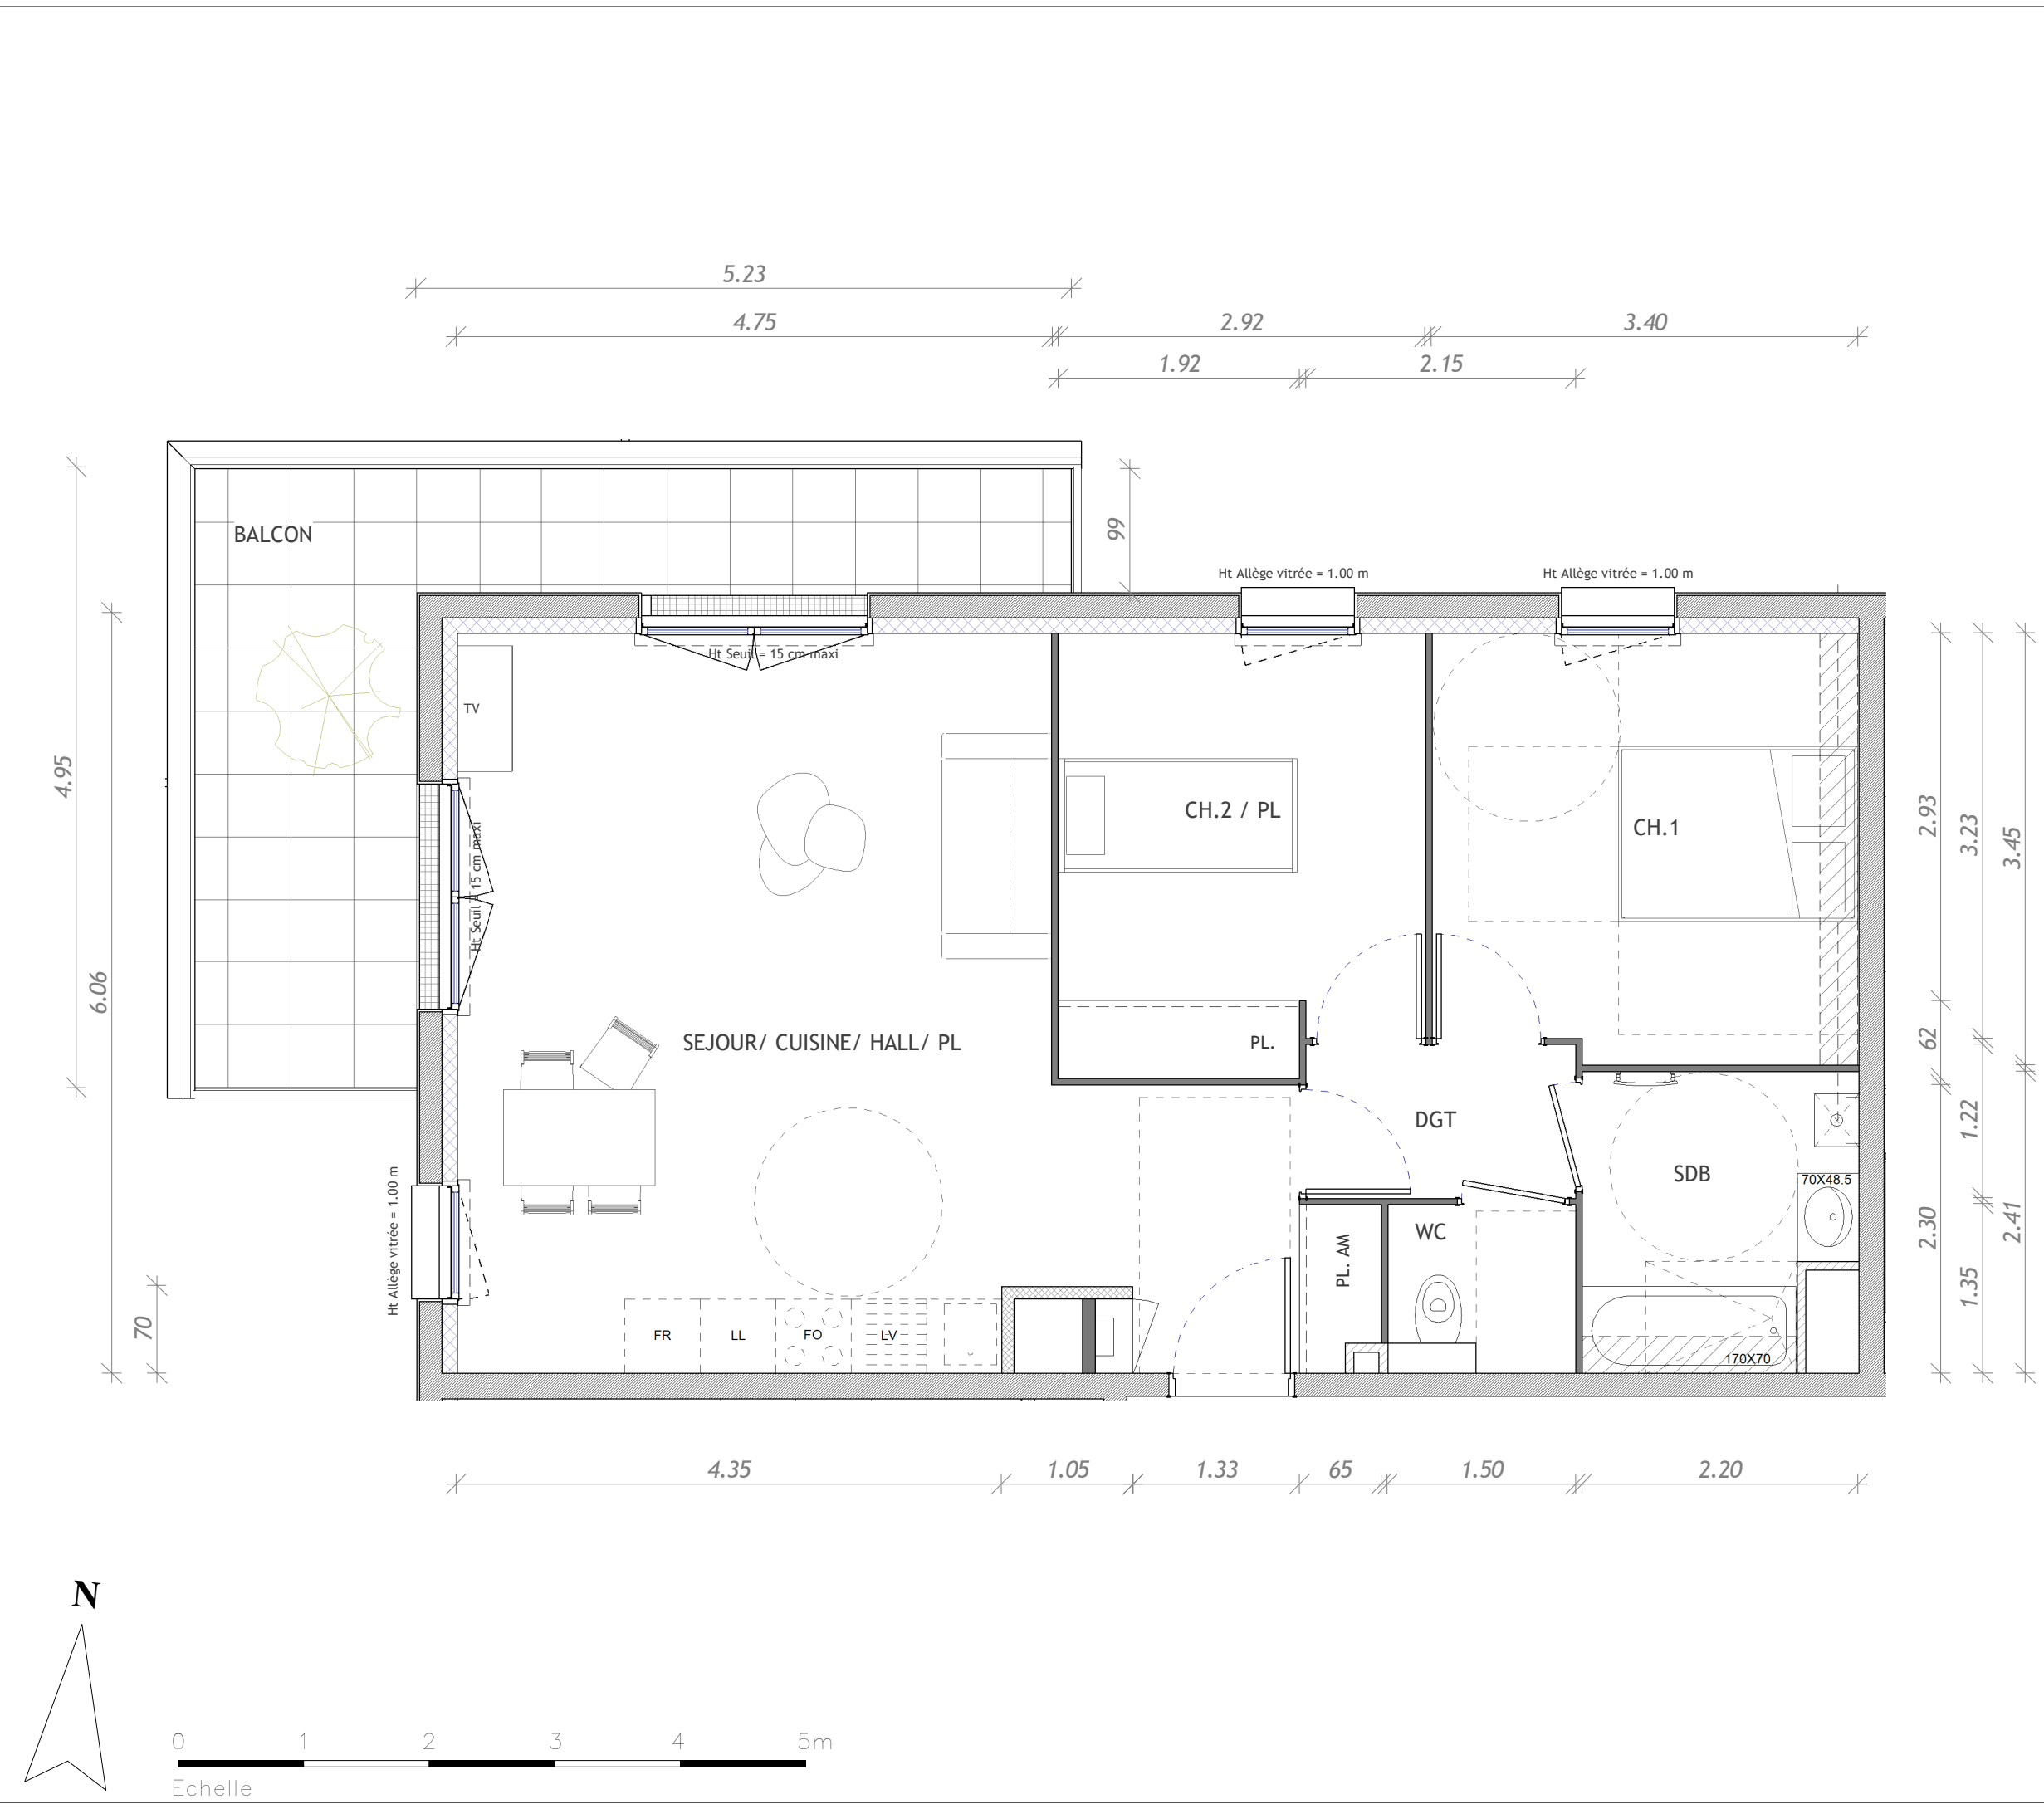 5.23
4.75 2.92 3.40
1.92 2.15
BALCON
99
Ht Allège vitrée = 1.00 m Ht Allège vitrée = 1.00 m
Ht Seuil = 15 cm maxi
TV
4.95
6.06
70
Ht Seuil = 15 cm maxi
CH.2 / PL
CH.1
2.93
3.23
3.45
62
SEJOUR/ CUISINE/ HALL/ PL
PL.
DGT
SDB
1.22
70X48.5
WC
PL. AM
2.30
2.41
1.35
Ht Allège vitrée = 1.00 m
FR LL FO LV
170X70
4.35 1.05 1.33 65 1.50 2.20
N
0 1 2 3 4 5m
Echelle